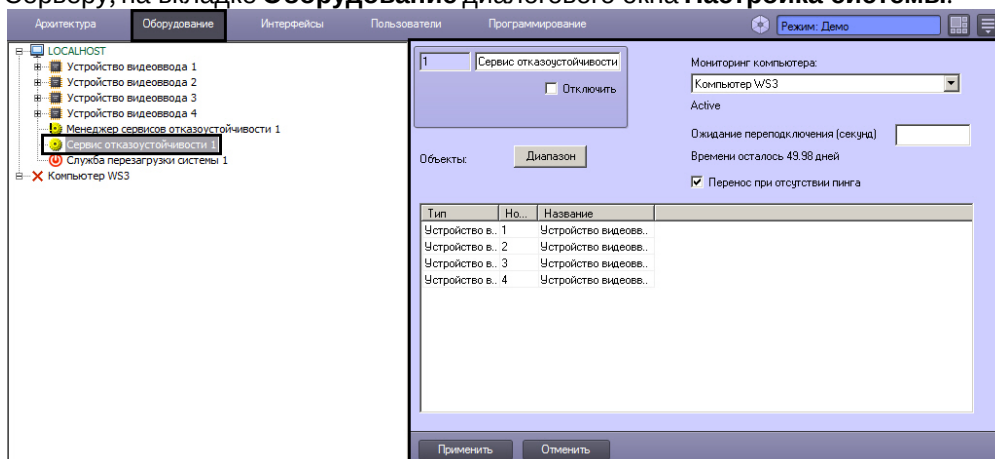 Серверу, на вкладке Оборудование диалогового окна Настройка системы.
Архитектура Оборудование Интерфейсы Пользователи Программирование Режим: Демо
LOCALHOST
Устройство видеоввода 1
Устройство видеоввода 2
Устройство видеоввода 3
Устройство видеоввода 4
Менеджер сервисов отказоустойчивости 1
Сервис отказоустойчивости 1
Служба перезагрузки системы 1
Компьютер WS3
1 Сервис отказоустойчивости
Отключить
Объекты: Диапазон
Мониторинг компьютера:
Компьютер WS3
Active
Ожидание переподключения (секунд)
Времени осталось 49.98 дней
Перенос при отсутствии пинга
Тип Но... Название
Устройство в.. 1 Устройство видеовв..
Устройство в.. 2 Устройство видеовв..
Устройство в.. 3 Устройство видеовв..
Устройство в.. 4 Устройство видеовв..
Применить Отменить